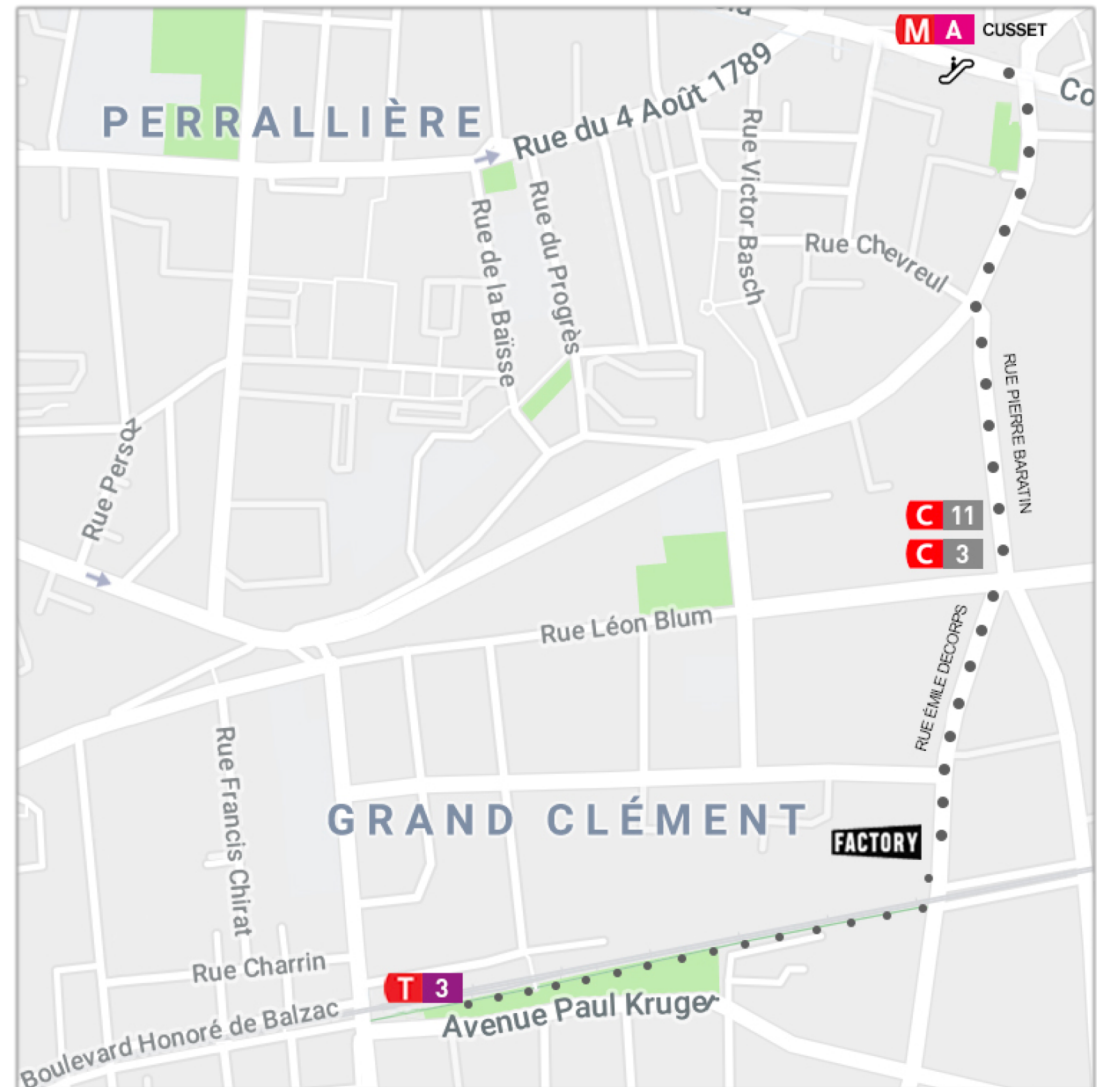 M A CUSSET
Co
PERRALLIÈRE
Rue du 4 Août 1789
Rue Victor Basch
Rue de la Baïsse
Rue du Progrès
Rue Chevreul
RUE PIERRE BARATIN
Rue Persoz
C 11
C 3
Rue Léon Blum
RUE ÉMILE DECORPS
Rue Francis Chirat
GRAND CLÉMENT
FACTORY
Rue Charrin
T 3
Boulevard Honoré de Balzac
Avenue Paul Kruger